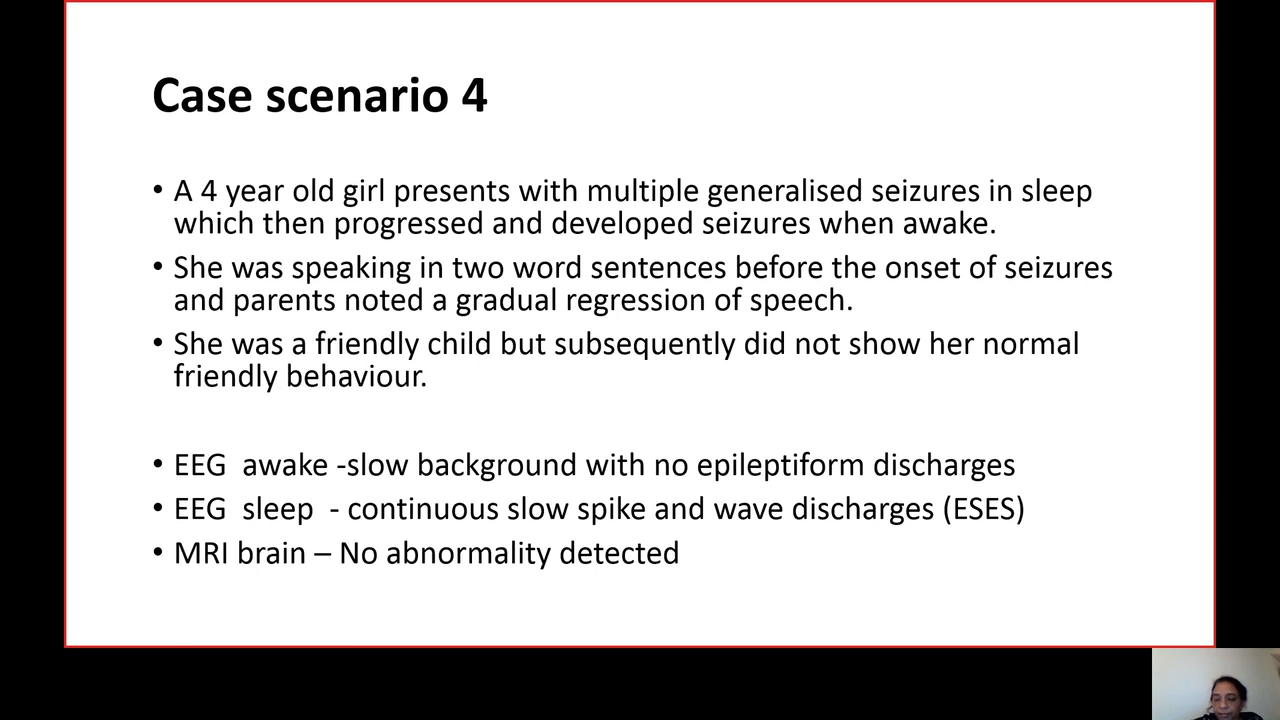 Case scenario 4
• A 4 year old girl presents with multiple generalised seizures in sleep
which then progressed and developed seizures when awake.
• She was speaking in two word sentences before the onset of seizures
and parents noted a gradual regression of speech.
• She was a friendly child but subsequently did not show her normal
friendly behaviour.
• EEG  awake -slow background with no epileptiform discharges
• EEG  sleep  - continuous slow spike and wave discharges (ESES)
• MRI brain – No abnormality detected